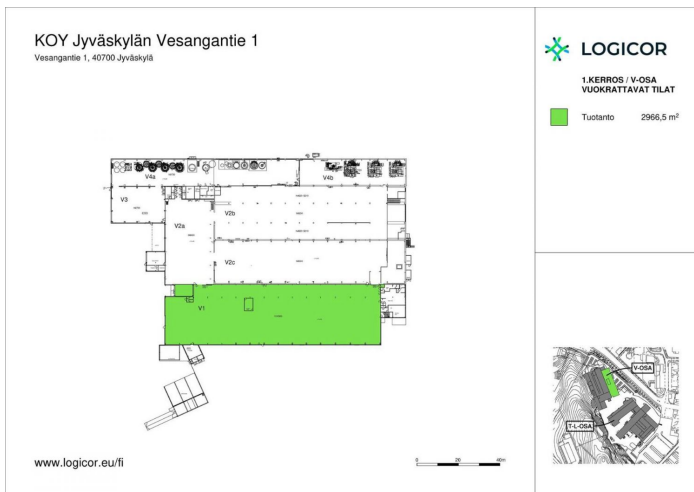 KOY Jyväskylän Vesangantie 1
Vesangantie 1, 40700 Jyväskylä
LOGICOR
1.KERROS / V-OSA
VUOKRATTAVAT TILAT
Tuotanto 2966,5 m²
V4a
V4b
V3
V2a
V2b
V2c
V1
V-OSA
T-L-OSA
www.logicor.eu/fi
0 20 40m